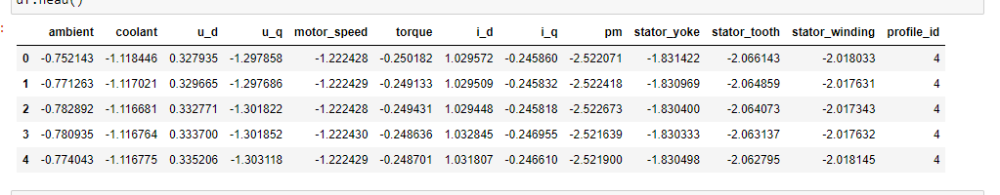 df.head()
:
ambient coolant u_d u_q motor_speed torque i_d i_q pm stator_yoke stator_tooth stator_winding profile_id
0 -0.752143 -1.118446 0.327935 -1.297858 -1.222428 -0.250182 1.029572 -0.245860 -2.522071 -1.831422 -2.066143 -2.018033 4
1 -0.771263 -1.117021 0.329665 -1.297686 -1.222429 -0.249133 1.029509 -0.245832 -2.522418 -1.830969 -2.064859 -2.017631 4
2 -0.782892 -1.116681 0.332771 -1.301822 -1.222428 -0.249431 1.029448 -0.245818 -2.522673 -1.830400 -2.064073 -2.017343 4
3 -0.780935 -1.116764 0.333700 -1.301852 -1.222430 -0.248636 1.032845 -0.246955 -2.521639 -1.830333 -2.063137 -2.017632 4
4 -0.774043 -1.116775 0.335206 -1.303118 -1.222429 -0.248701 1.031807 -0.246610 -2.521900 -1.830498 -2.062795 -2.018145 4